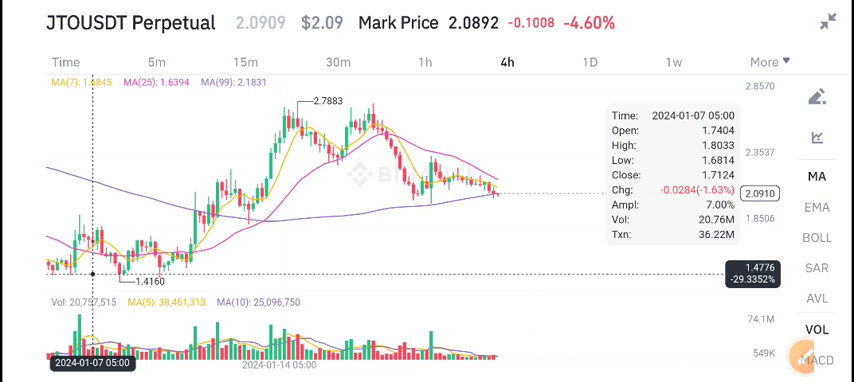 JTOUSDT Perpetual 2.0909 $2.09 Mark Price 2.0892 -0.1008 -4.60%
Time 5m 15m 30m 1h 4h 1D 1w More
MA(7): 1.6845 MA(25): 1.6394 MA(99): 2.1831
2.8570
2.7883
2.3537
1.8506
Time: 2024-01-07 05:00
Open: 1.7404
High: 1.8033
Low: 1.6814
Close: 1.7124
Chg: -0.0284(-1.63%)
Ampl: 7.00%
Vol: 20.76M
Txn: 36.22M
2.0910
1.4776
-29.3352%
1.4160
MA
EMA
BOLL
SAR
AVL
VOL
MACD
Vol: 20,757,515 MA(5): 38,461,313 MA(10): 25,096,750
74.1M
549K
2024-01-07 05:00
2024-01-14 05:00